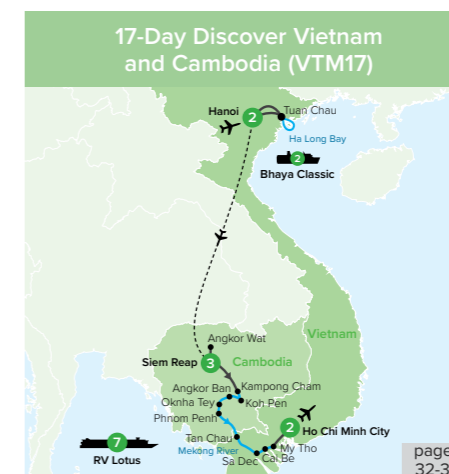 17-Day Discover Vietnam
and Cambodia (VTM17)
Hanoi
2
Tuan Chau
Ha Long Bay
2
Bhaya Classic
Angkor Wat
Vietnam
Siem Reap
3
Cambodia
Angkor Ban
Kampong Cham
Oknha Tey
Koh Pen
Phnom Penh
2
Ho Chi Minh City
Tan Chau
My Tho
Mekong River
Cai Be
Sa Dec
7
RV Lotus
page
32-3